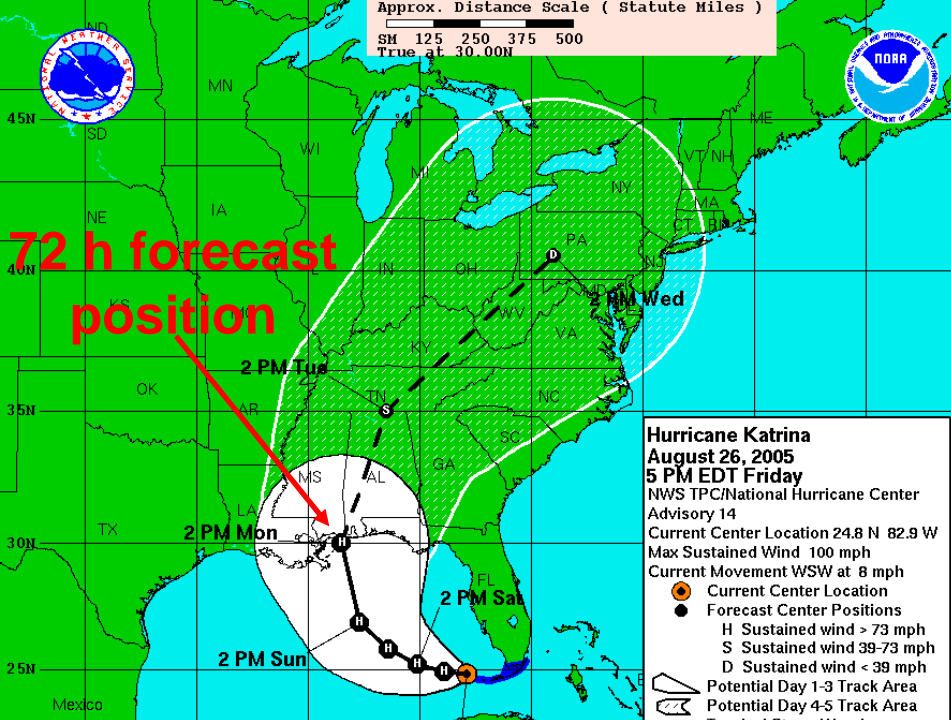 Approx. Distance Scale ( Statute Miles )
SM 125 250 375 500
True at 30.00N
NATIONAL WEATHER SERVICE
NOAA
ND
MN
45N
SD
WI
MI
ME
VT
NH
NY
MA
CT
RI
NE
IA
72 h forecast
position
40N
IN
OH
PA
NJ
D
2 PM Wed
MD
DE
KS
MO
WV
VA
KY
2 PM Tue
OK
TN
NC
35N
AR
S
SC
MS
AL
GA
LA
TX
2 PM Mon
30N
H
FL
2 PM Sat
H
H
H
H
2 PM Sun
25N
Mexico
Hurricane Katrina
August 26, 2005
5 PM EDT Friday
NWS TPC/National Hurricane Center
Advisory 14
Current Center Location 24.8 N 82.9 W
Max Sustained Wind 100 mph
Current Movement WSW at 8 mph
Current Center Location
Forecast Center Positions
H Sustained wind > 73 mph
S Sustained wind 39-73 mph
D Sustained wind < 39 mph
Potential Day 1-3 Track Area
Potential Day 4-5 Track Area